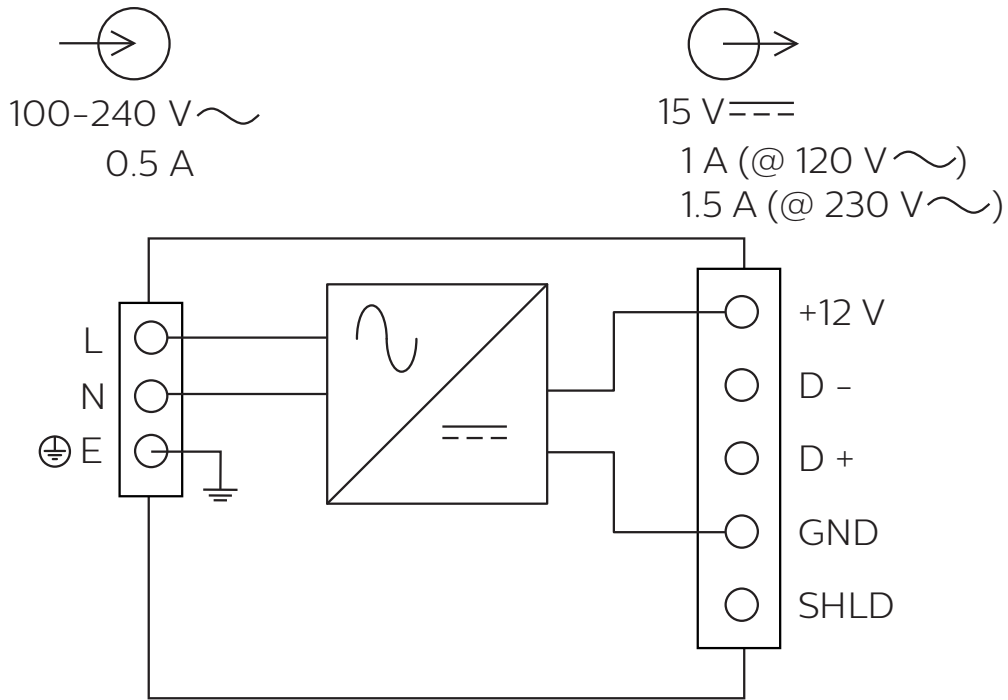 100-240 V
0.5 A
15 V
1 A (@ 120 V )
1.5 A (@ 230 V )
L
N
E
+12 V
D -
D +
GND
SHLD